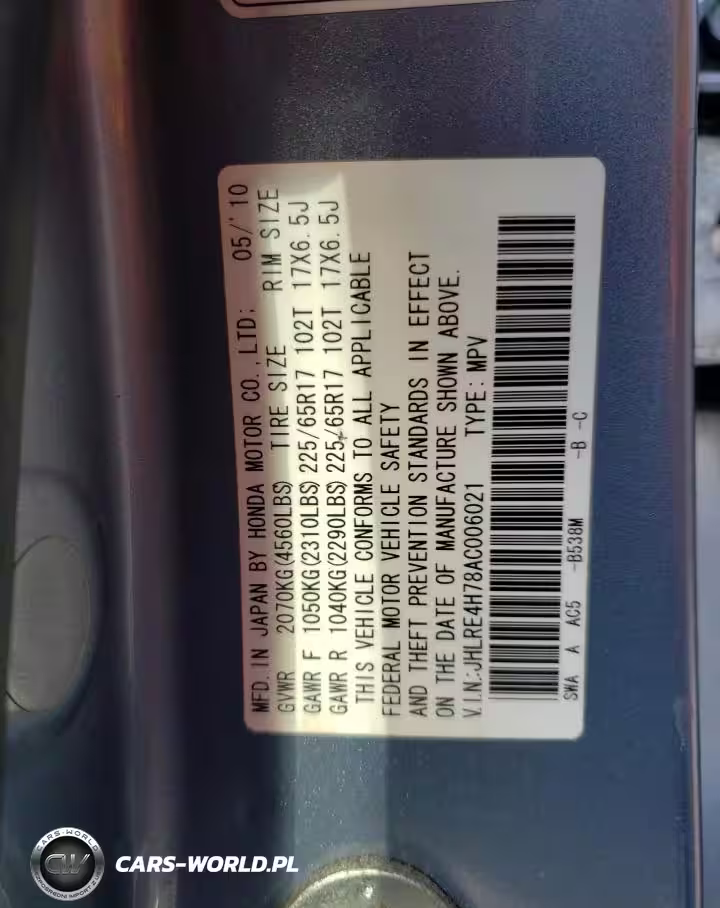 MFD. IN JAPAN BY HONDA MOTOR CO., LTD: 05/'10
GVWR 2070KG(4560LBS) TIRE SIZE RIM SIZE
GAWR F 1050KG(2310LBS) 225/65R17 102T 17X6.5J
GAWR R 1040KG(2290LBS) 225/65R17 102T 17X6.5J
THIS VEHICLE CONFORMS TO ALL APPLICABLE
FEDERAL MOTOR VEHICLE SAFETY
AND THEFT PREVENTION STANDARDS IN EFFECT
ON THE DATE OF MANUFACTURE SHOWN ABOVE.
V.I.N:JHLRE4H78AC006021 TYPE: MPV
SWA A AC5 -B538M -B -C
CARS-WORLD
CW
CARS-WORLD.PL